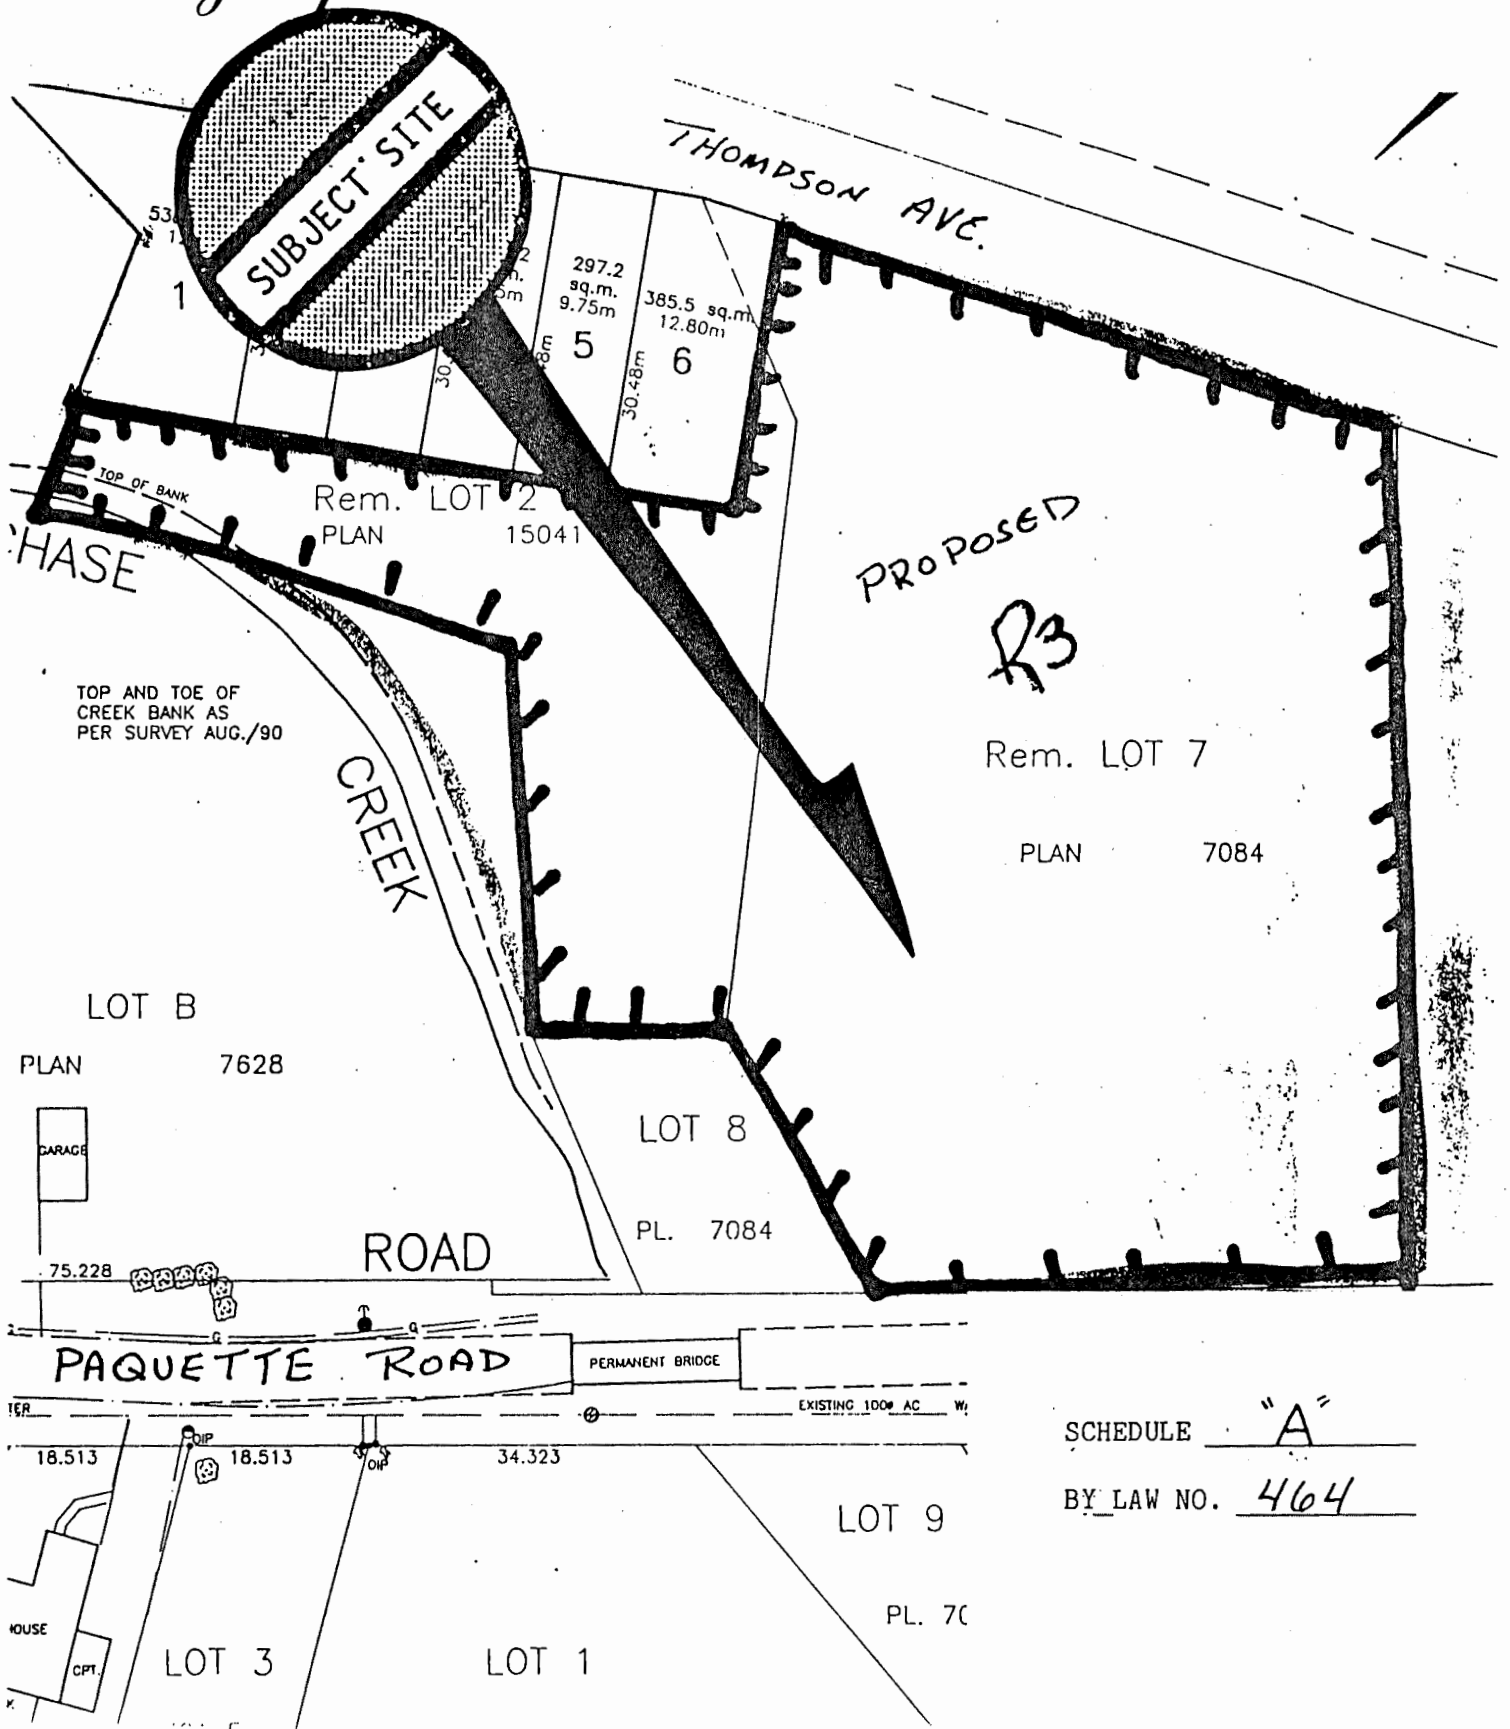 SUBJECT SITE
THOMPSON AVE.
1
297.2
sq.m.
9.75m
5
385.5 sq.m.
12.80m
6
30.48m
TOP OF BANK
Rem. LOT 2
PLAN 15041
PROPOSED
R3
Rem. LOT 7
PLAN 7084
TOP AND TOE OF
CREEK BANK AS
PER SURVEY AUG./90
CREEK
LOT B
PLAN 7628
GARAGE
LOT 8
PL. 7084
ROAD
75.228
G
G
PAQUETTE ROAD
PERMANENT BRIDGE
EXISTING 100ø AC
OIP
OIP
18.513
18.513
34.323
SCHEDULE "A"
BY LAW NO. 464
LOT 9
CPT.
LOT 3
LOT 1